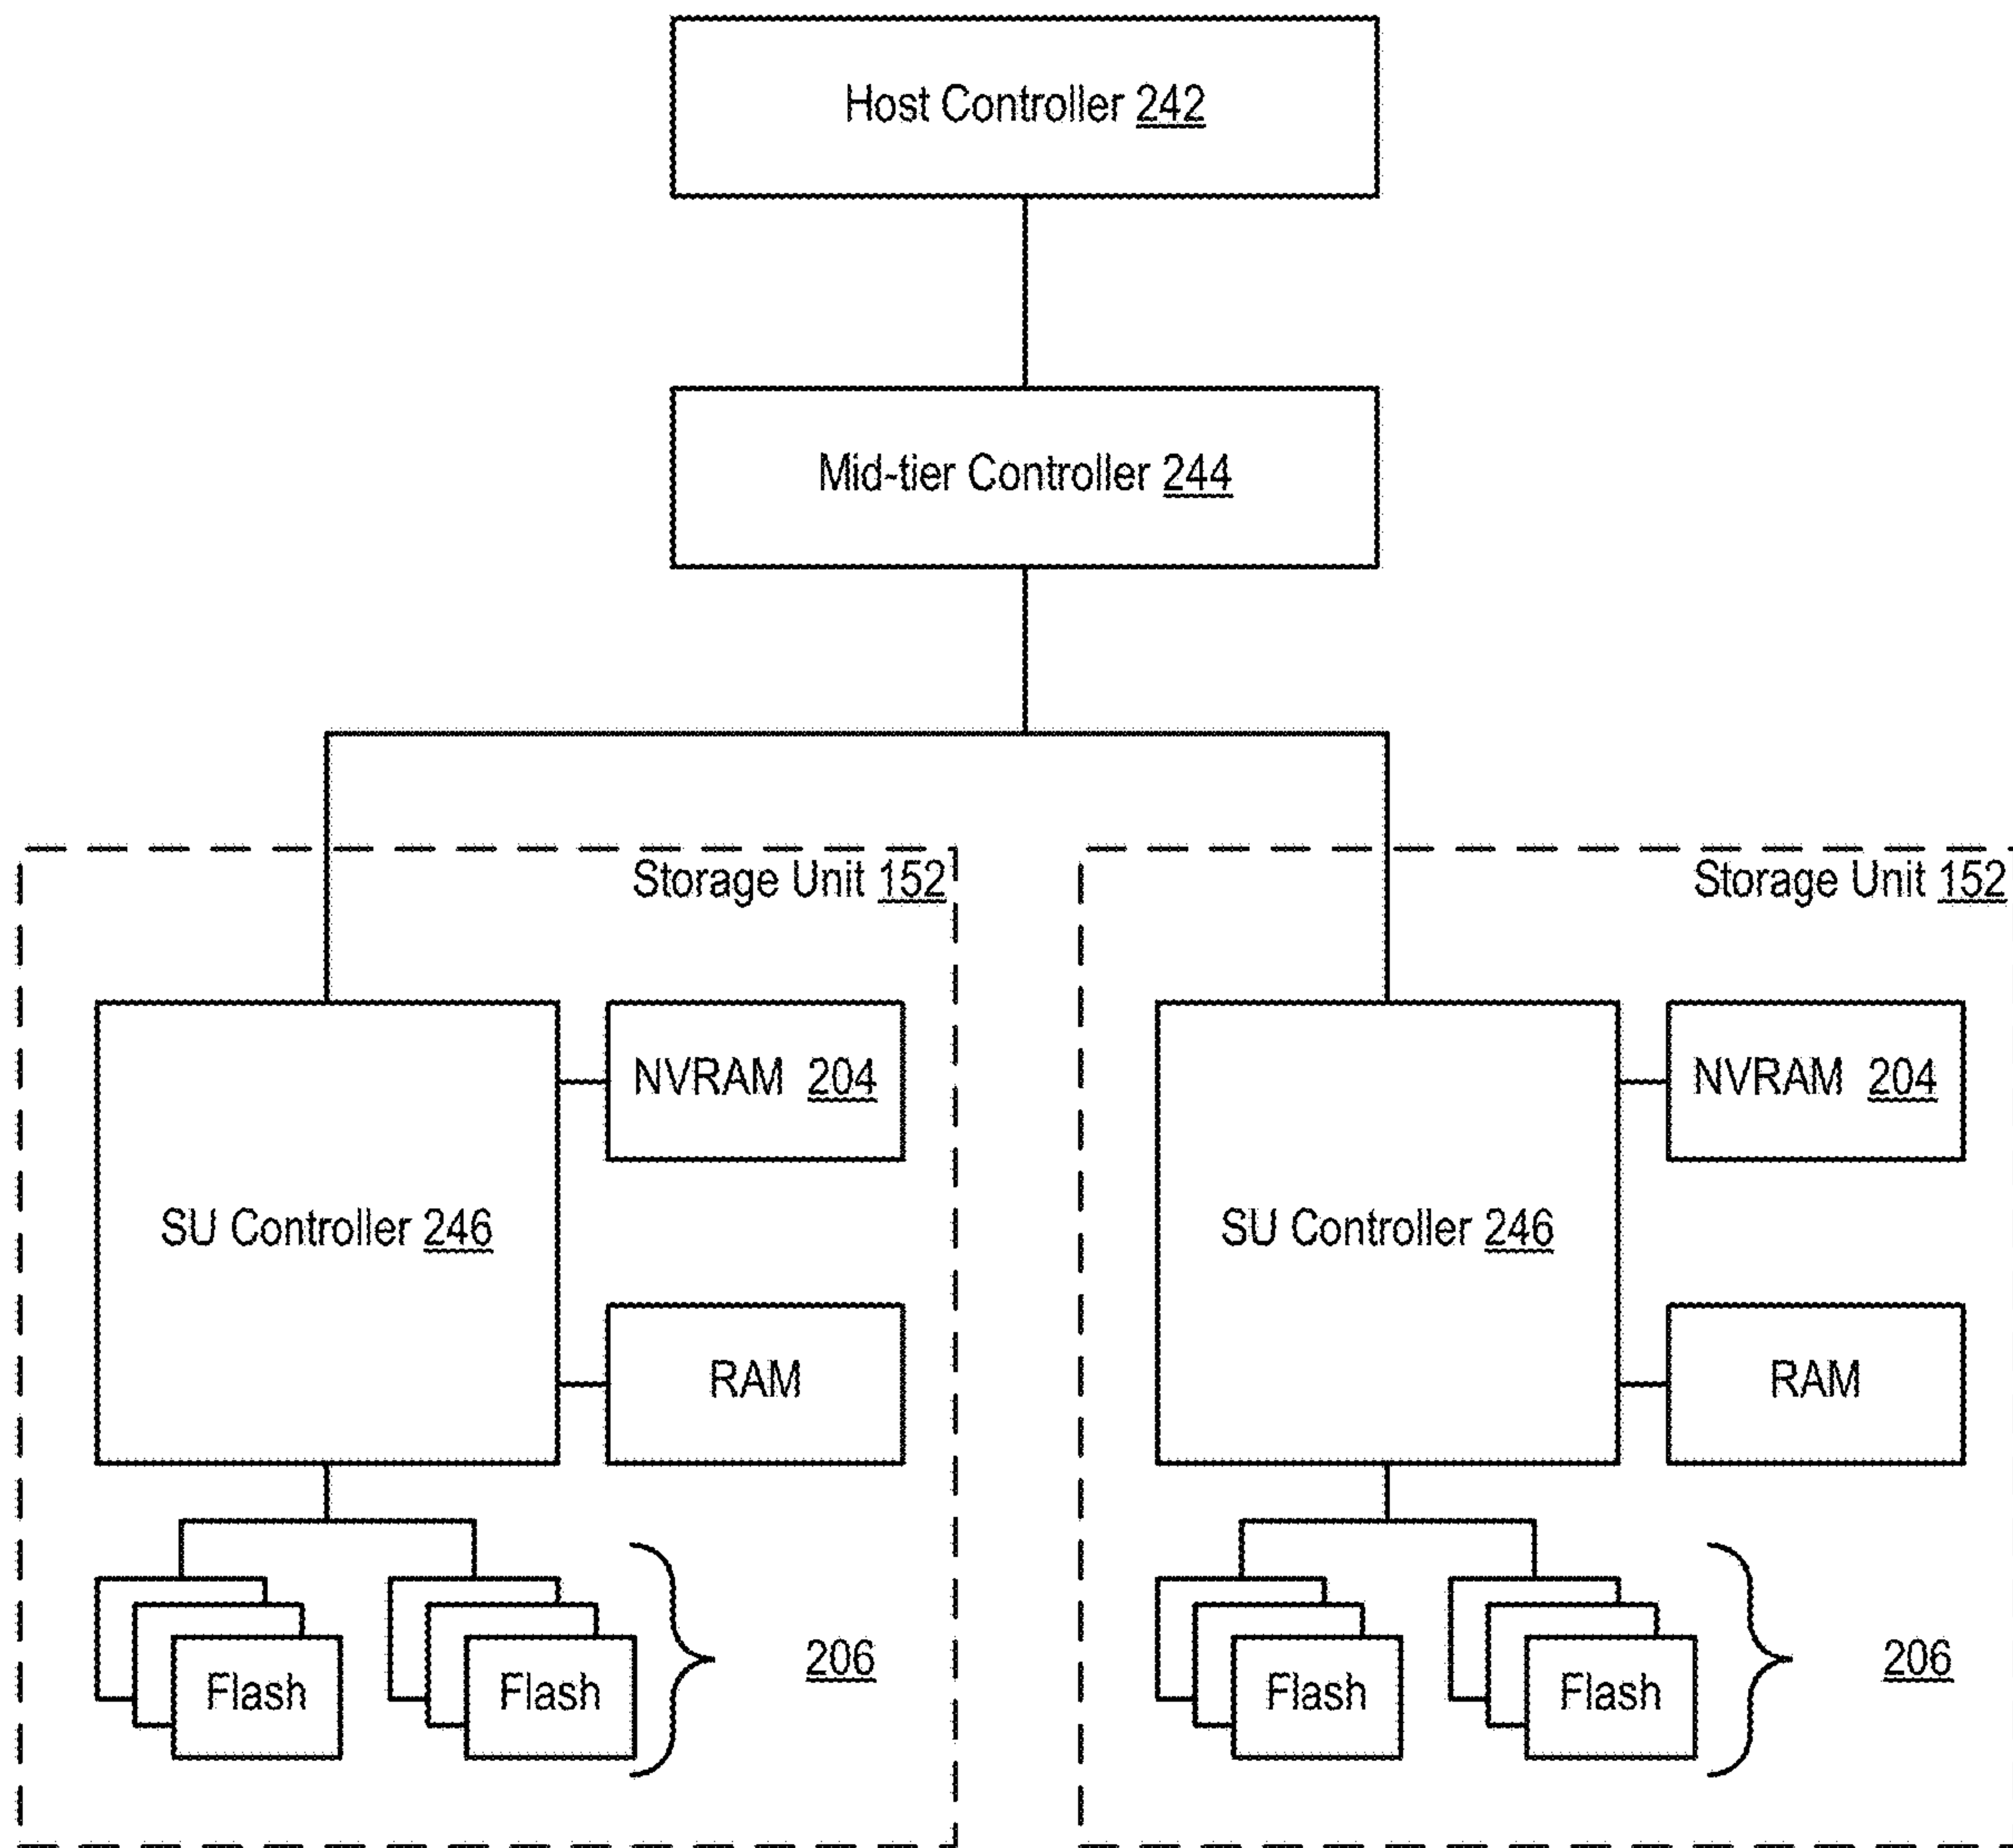 Host Controller 242
Mid-tier Controller 244
Storage Unit 152
Storage Unit 152
NVRAM 204
NVRAM 204
SU Controller 246
SU Controller 246
RAM
RAM
206
206
Flash
Flash
Flash
Flash